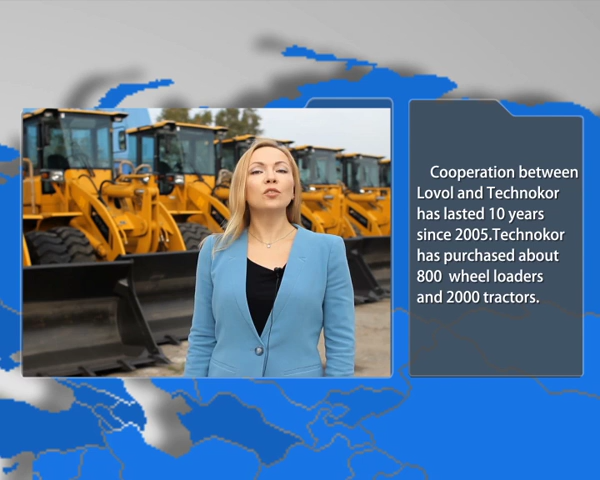 Cooperation between
Lovol and Technokor
has lasted 10 years
since 2005.Technokor
has purchased about
800 wheel loaders
and 2000 tractors.